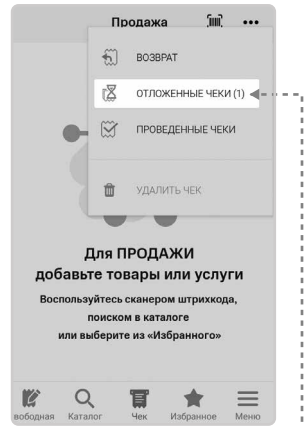 Продажа
ВОЗВРАТ
ОТЛОЖЕННЫЕ ЧЕКИ (1)
ПРОВЕДЕННЫЕ ЧЕКИ
УДАЛИТЬ ЧЕК
Для ПРОДАЖИ
добавьте товары или услуги
Воспользуйтесь сканером штрихкода,
поиском в каталоге
или выберите из «Избранного»
вободная Каталог Чек Избранное Меню